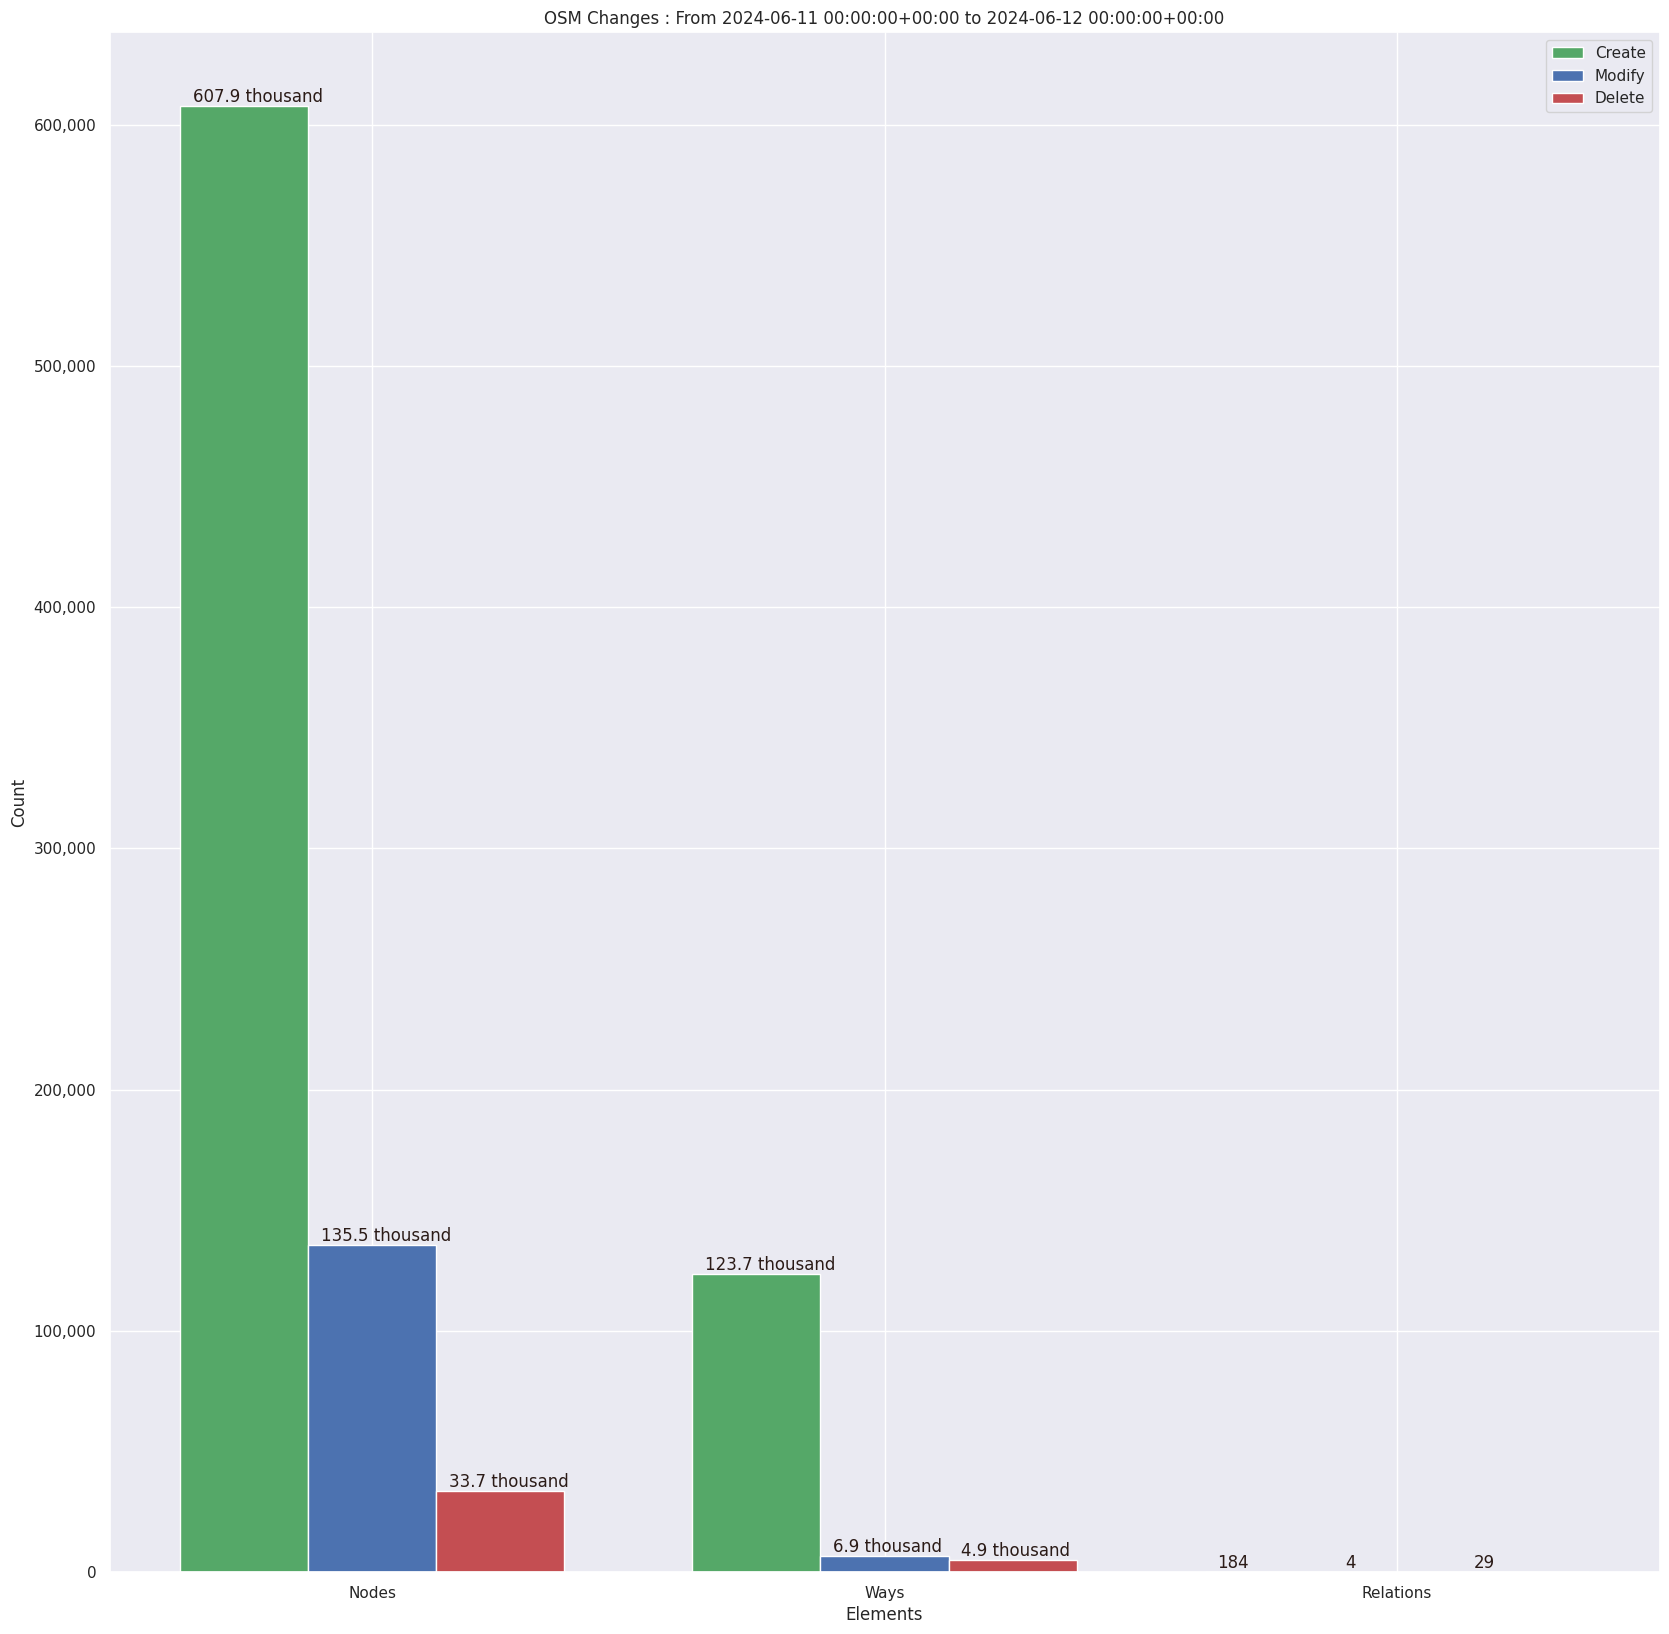 OSM Changes : From 2024-06-11 00:00:00+00:00 to 2024-06-12 00:00:00+00:00
Create
Modify
Delete
Count
600,000
500,000
400,000
300,000
200,000
100,000
0
607.9 thousand
135.5 thousand
33.7 thousand
123.7 thousand
6.9 thousand
4.9 thousand
184
4
29
Nodes
Ways
Relations
Elements